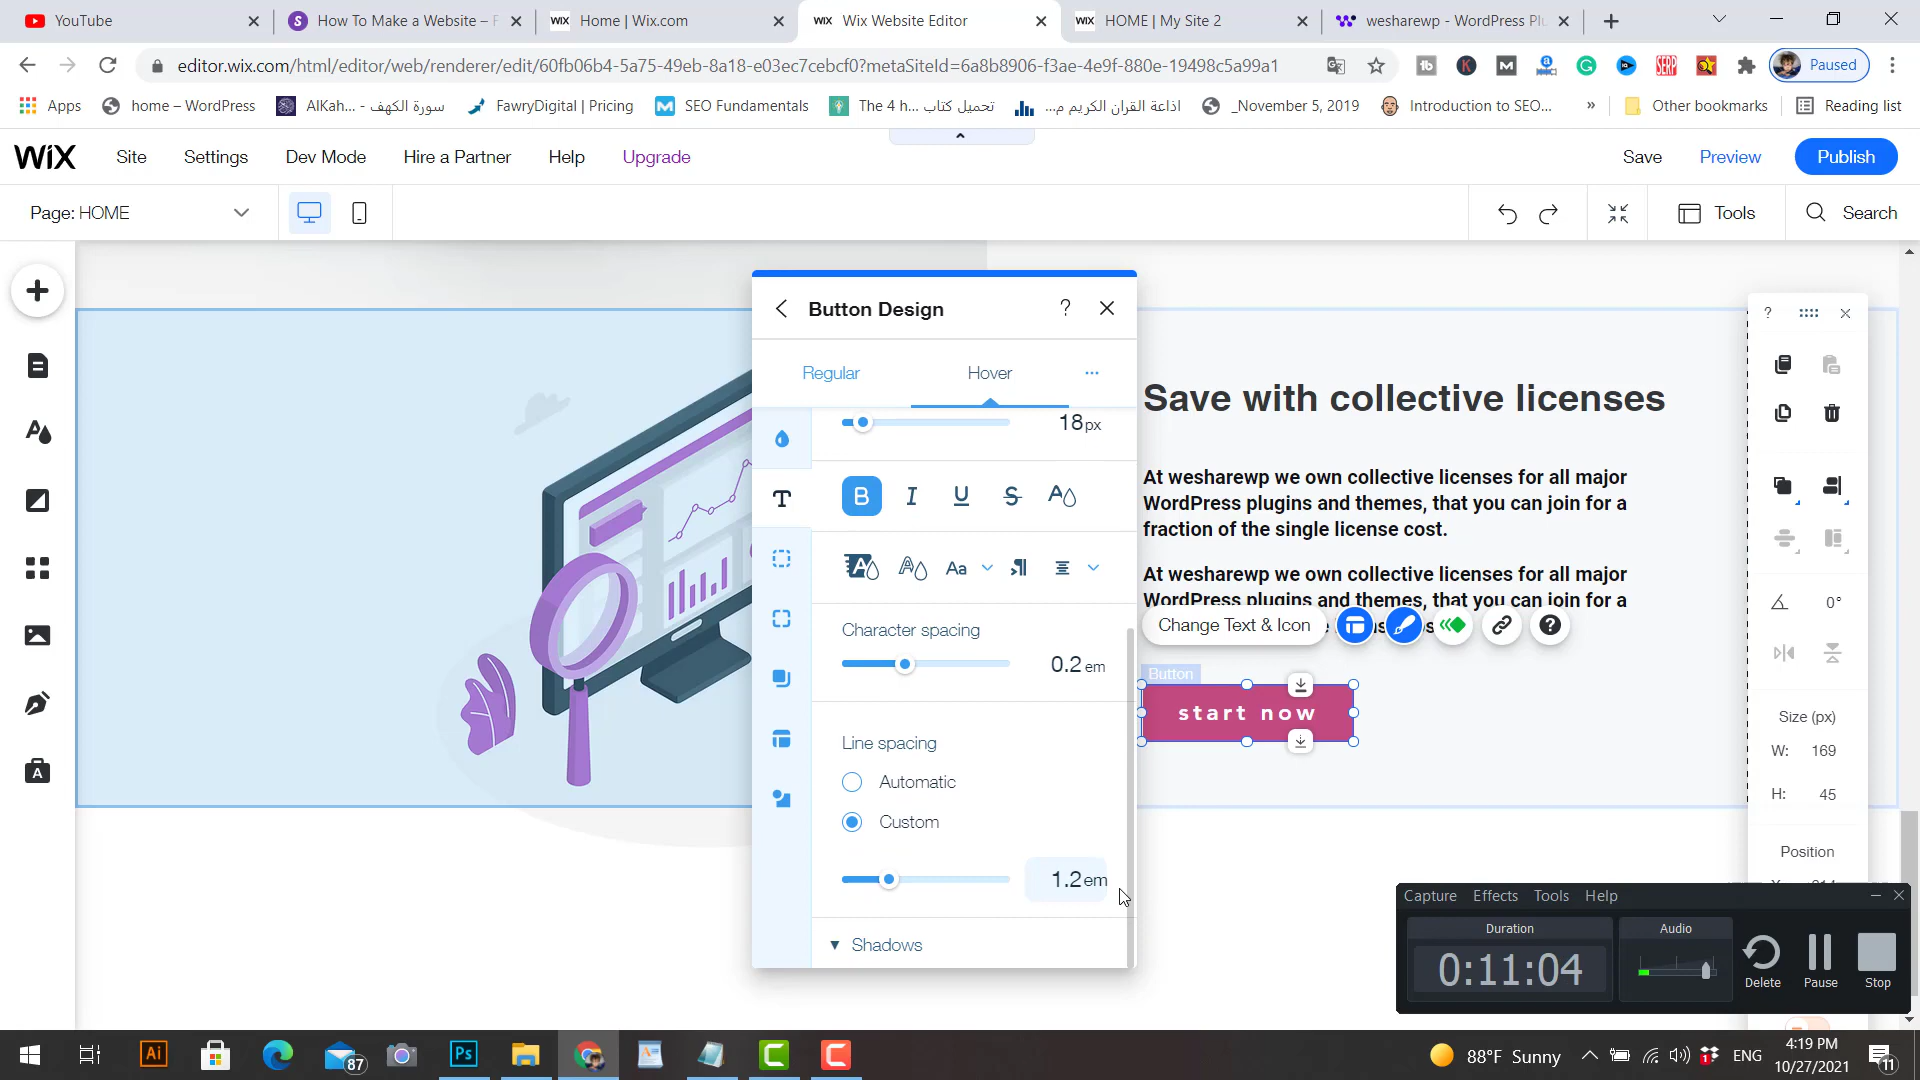 YouTube
How To Make a Website – F
WiX Home | Wix.com
WiX Wix Website Editor
WiX HOME | My Site 2
wesharewp - WordPress Plu
editor.wix.com/html/editor/web/renderer/edit/60fb06b4-5a75-49eb-8a18-e03ec7cebcf0?metaSiteId=6a8b8906-f3ae-4e9f-880e-19498c5a99a1
Paused
Apps
home – WordPress
AlKah... - سورة الكهف
FawryDigital | Pricing
SEO Fundamentals
The 4 h... تحميل كتاب
اذاعة القران الكريم م...
_November 5, 2019
Introduction to SEO...
»
Other bookmarks
Reading list
WiX
Site
Settings
Dev Mode
Hire a Partner
Help
Upgrade
Save
Preview
Publish
Page: HOME
Tools
Search
Button Design
?
Regular
Hover
18px
B I U S A
A A Aa
Character spacing
0.2 em
Line spacing
Automatic
Custom
1.2em
Shadows
Save with collective licenses
At wesharewp we own collective licenses for all major
WordPress plugins and themes, that you can join for a
fraction of the single license cost.
At wesharewp we own collective licenses for all major
WordPress plugins and themes, that you can join for a
Change Text & Icon
Button
start now
?
0°
Size (px)
W: 169
H: 45
Position
Capture Effects Tools Help
Duration
0:11:04
Audio
Delete
Pause
Stop
Ai
87
Ps
88°F Sunny
ENG
4:19 PM
10/27/2021
11